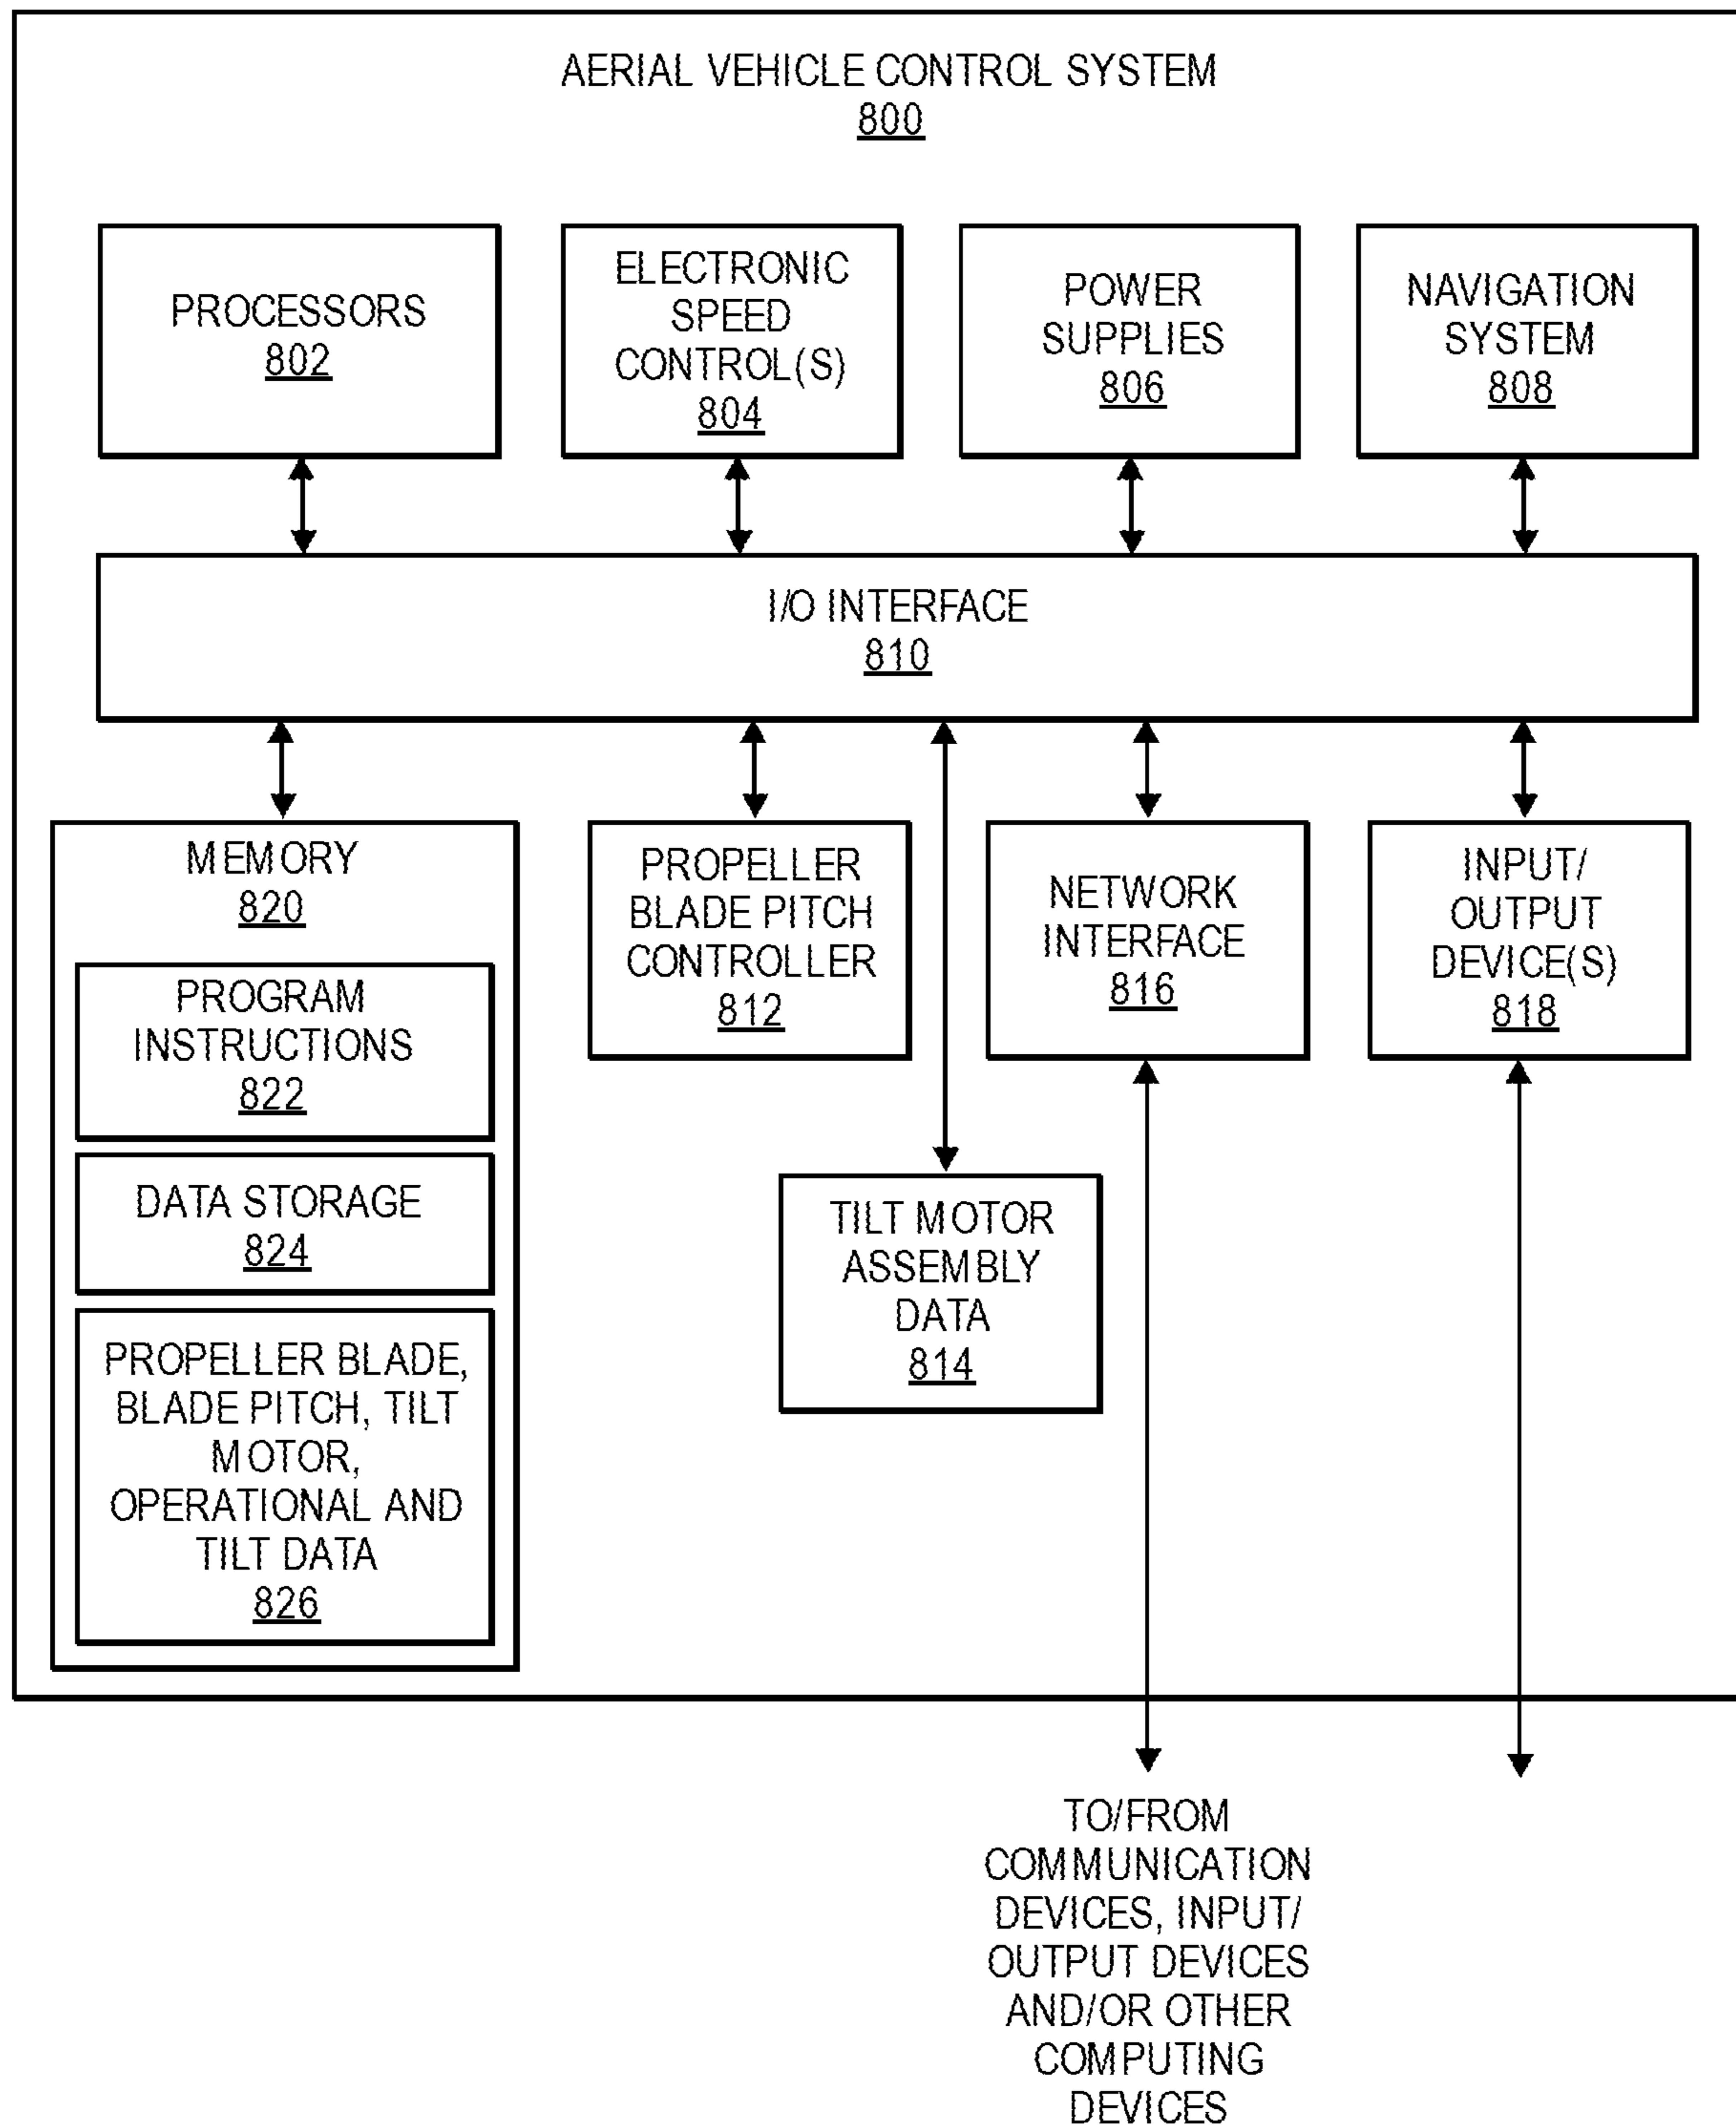 AERIAL VEHICLE CONTROL SYSTEM
800
PROCESSORS
802
ELECTRONIC
SPEED
CONTROL(S)
804
POWER
SUPPLIES
806
NAVIGATION
SYSTEM
808
I/O INTERFACE
810
MEMORY
820
PROGRAM
INSTRUCTIONS
822
DATA STORAGE
824
PROPELLER BLADE,
BLADE PITCH, TILT
MOTOR,
OPERATIONAL AND
TILT DATA
826
PROPELLER
BLADE PITCH
CONTROLLER
812
TILT MOTOR
ASSEMBLY
DATA
814
NETWORK
INTERFACE
816
INPUT/
OUTPUT
DEVICE(S)
818
TO/FROM
COMMUNICATION
DEVICES, INPUT/
OUTPUT DEVICES
AND/OR OTHER
COMPUTING
DEVICES